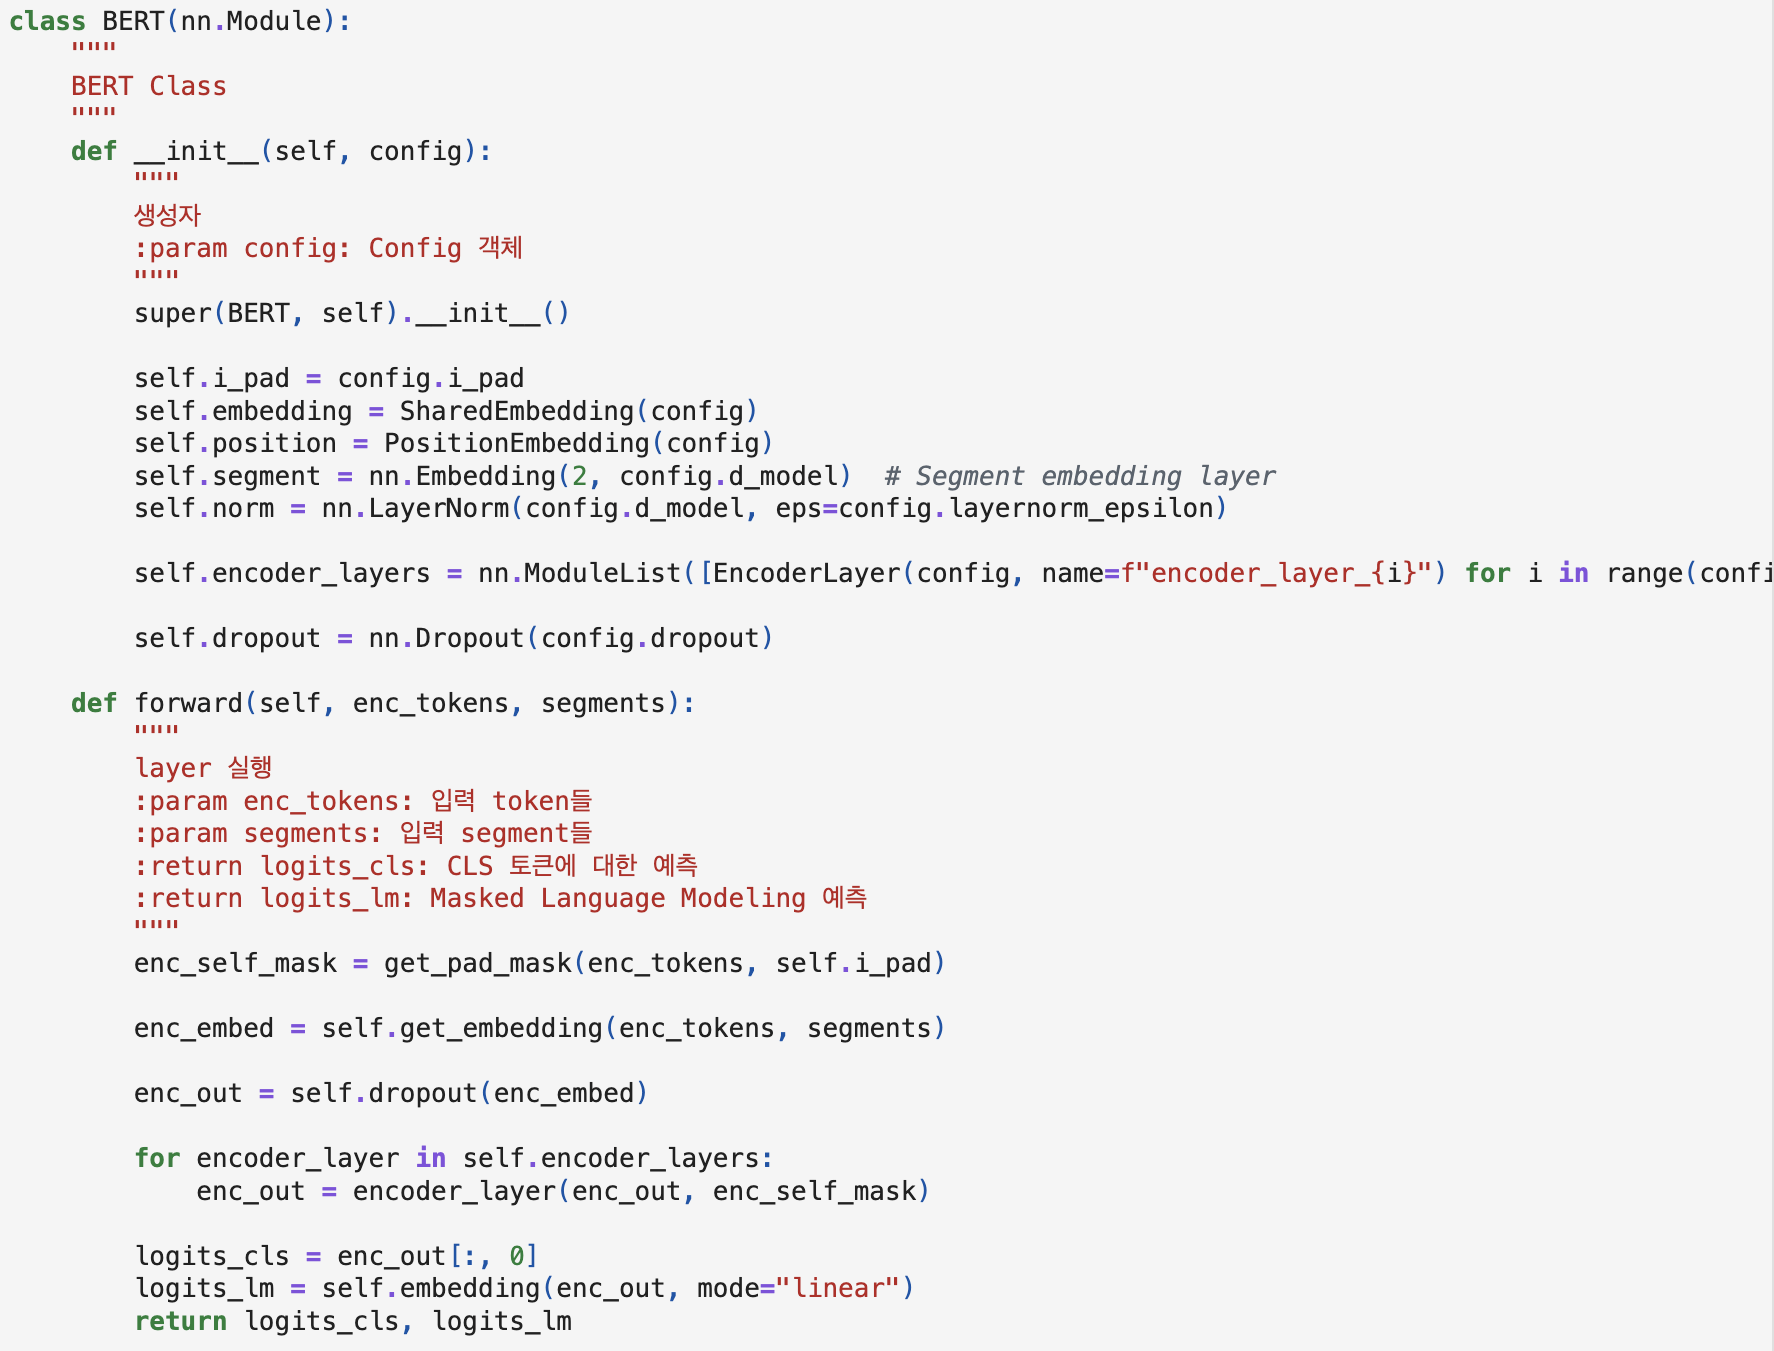 class BERT(nn.Module):
    """
    BERT Class
    """
    def __init__(self, config):
        """
        생성자
        :param config: Config 객체
        """
        super(BERT, self).__init__()

        self.i_pad = config.i_pad
        self.embedding = SharedEmbedding(config)
        self.position = PositionEmbedding(config)
        self.segment = nn.Embedding(2, config.d_model)  # Segment embedding layer
        self.norm = nn.LayerNorm(config.d_model, eps=config.layernorm_epsilon)

        self.encoder_layers = nn.ModuleList([EncoderLayer(config, name=f"encoder_layer_{i}") for i in range(confi

        self.dropout = nn.Dropout(config.dropout)

    def forward(self, enc_tokens, segments):
        """
        layer 실행
        :param enc_tokens: 입력 token들
        :param segments: 입력 segment들
        :return logits_cls: CLS 토큰에 대한 예측
        :return logits_lm: Masked Language Modeling 예측
        """
        enc_self_mask = get_pad_mask(enc_tokens, self.i_pad)

        enc_embed = self.get_embedding(enc_tokens, segments)

        enc_out = self.dropout(enc_embed)

        for encoder_layer in self.encoder_layers:
            enc_out = encoder_layer(enc_out, enc_self_mask)

        logits_cls = enc_out[:, 0]
        logits_lm = self.embedding(enc_out, mode="linear")
        return logits_cls, logits_lm